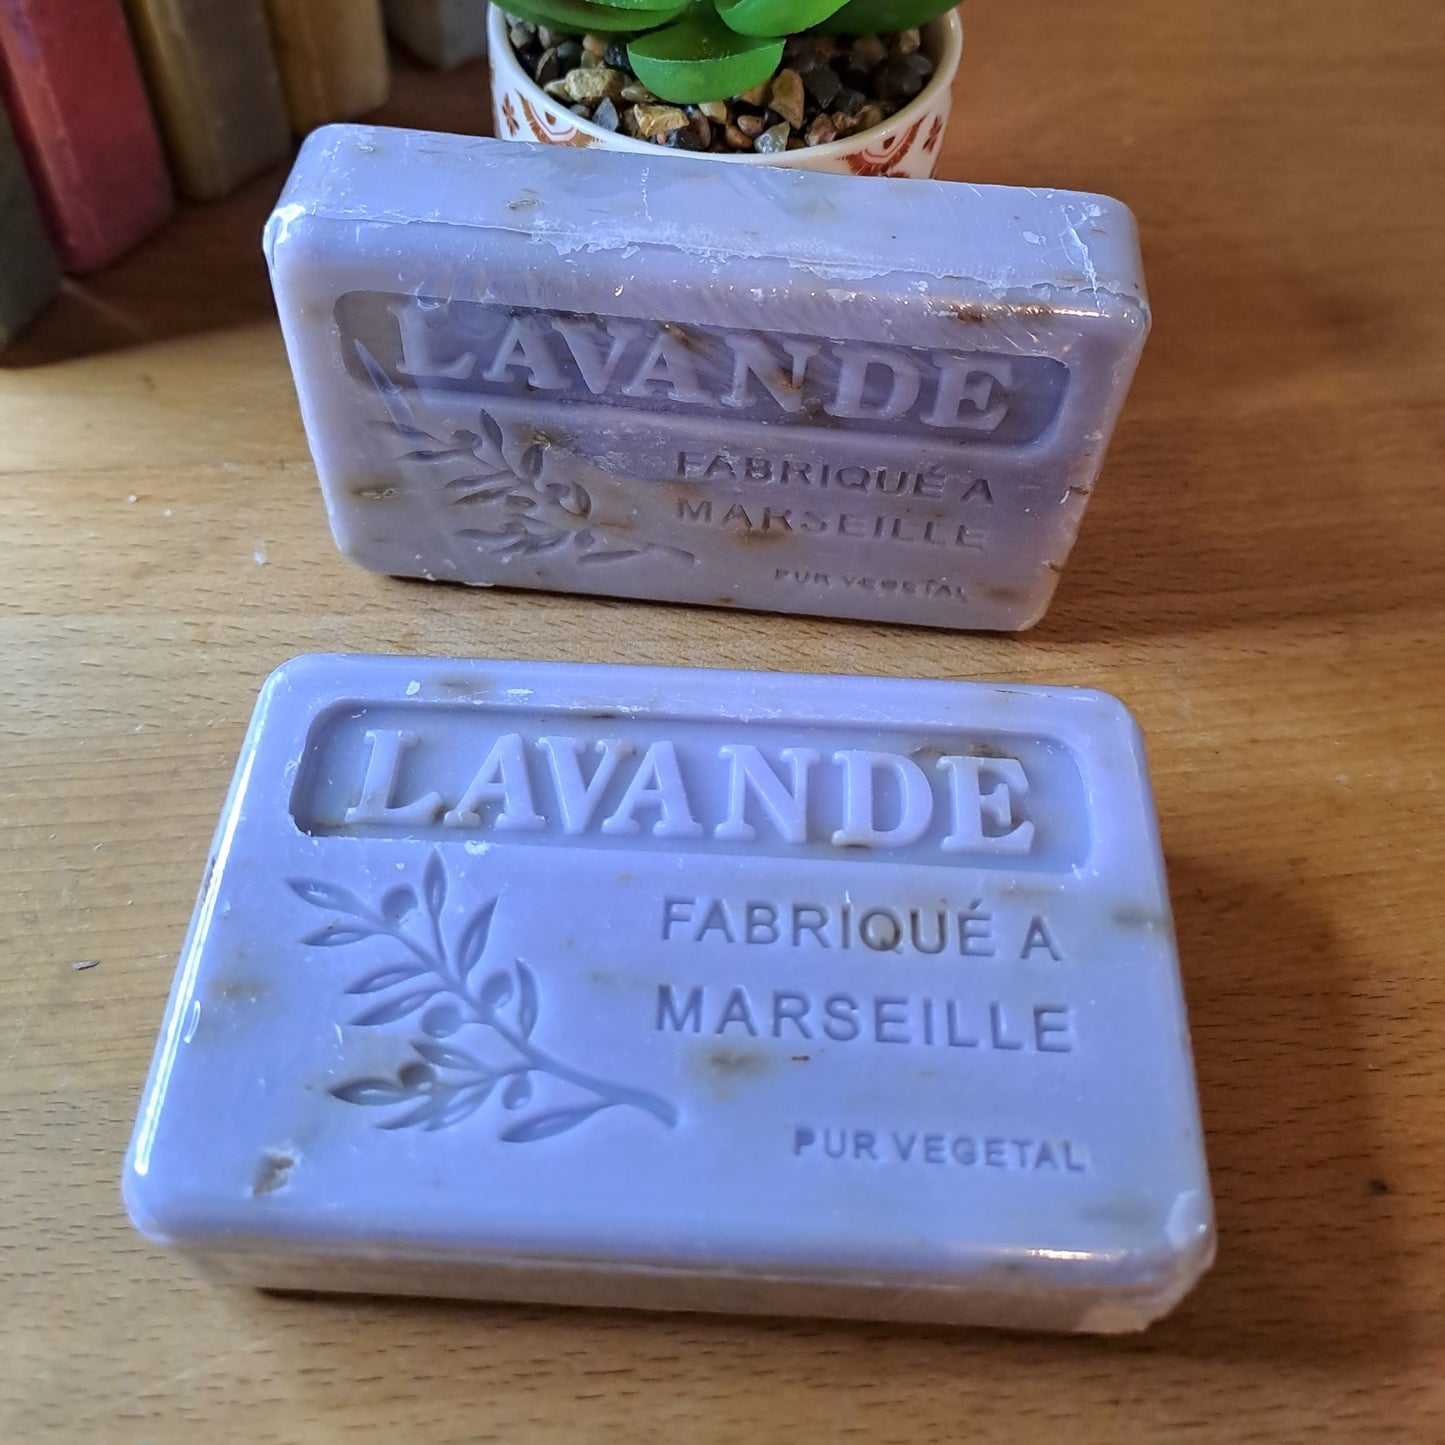 LAVANDE
FABRIQUÉ A
MARSEILLE
PUR VEGETAL
LAVANDE
FABRIQUÉ A
MARSEILLE
PUR VEGETAL